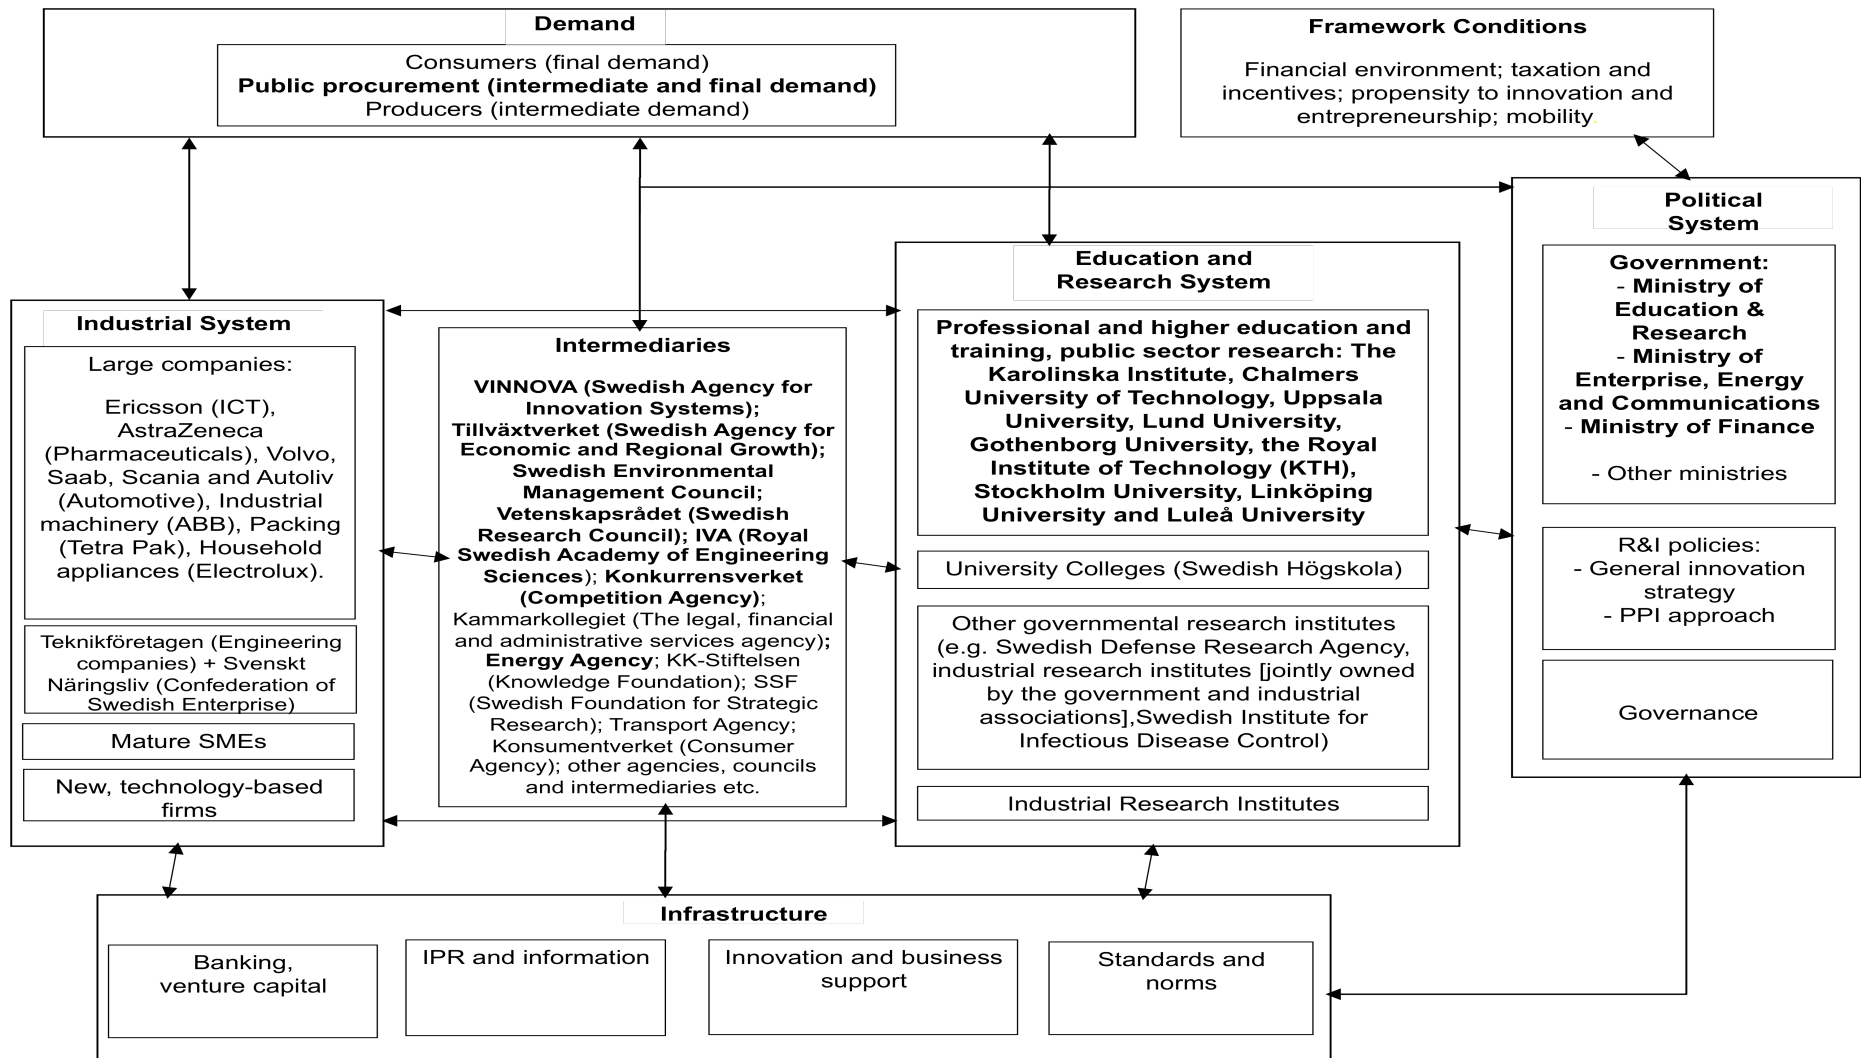 Demand
Consumers (final demand)
Public procurement (intermediate and final demand)
Producers (intermediate demand)
Framework Conditions
Financial environment; taxation and
incentives; propensity to innovation and
entrepreneurship; mobility.
Industrial System
Large companies:
Ericsson (ICT),
AstraZeneca
(Pharmaceuticals), Volvo,
Saab, Scania and Autoliv
(Automotive), Industrial
machinery (ABB), Packing
(Tetra Pak), Household
appliances (Electrolux).
Teknikföretagen (Engineering
companies) + Svenskt
Näringsliv (Confederation of
Swedish Enterprise)
Mature SMEs
New, technology-based
firms
Intermediaries
VINNOVA (Swedish Agency for
Innovation Systems);
Tillväxtverket (Swedish Agency for
Economic and Regional Growth);
Swedish Environmental
Management Council;
Vetenskapsrådet (Swedish
Research Council); IVA (Royal
Swedish Academy of Engineering
Sciences); Konkurrensverket
(Competition Agency);
Kammarkollegiet (The legal, financial
and administrative services agency);
Energy Agency; KK-Stiftelsen
(Knowledge Foundation); SSF
(Swedish Foundation for Strategic
Research); Transport Agency;
Konsumentverket (Consumer
Agency); other agencies, councils
and intermediaries etc.
Education and
Research System
Professional and higher education and
training, public sector research: The
Karolinska Institute, Chalmers
University of Technology, Uppsala
University, Lund University,
Gothenborg University, the Royal
Institute of Technology (KTH),
Stockholm University, Linköping
University and Luleå University
University Colleges (Swedish Högskola)
Other governmental research institutes
(e.g. Swedish Defense Research Agency,
industrial research institutes [jointly owned
by the government and industrial
associations],Swedish Institute for
Infectious Disease Control)
Industrial Research Institutes
Political
System
Government:
- Ministry of
Education &
Research
- Ministry of
Enterprise, Energy
and Communications
- Ministry of Finance
- Other ministries
R&I policies:
- General innovation
strategy
- PPI approach
Governance
Infrastructure
Banking,
venture capital
IPR and information
Innovation and business
support
Standards and
norms